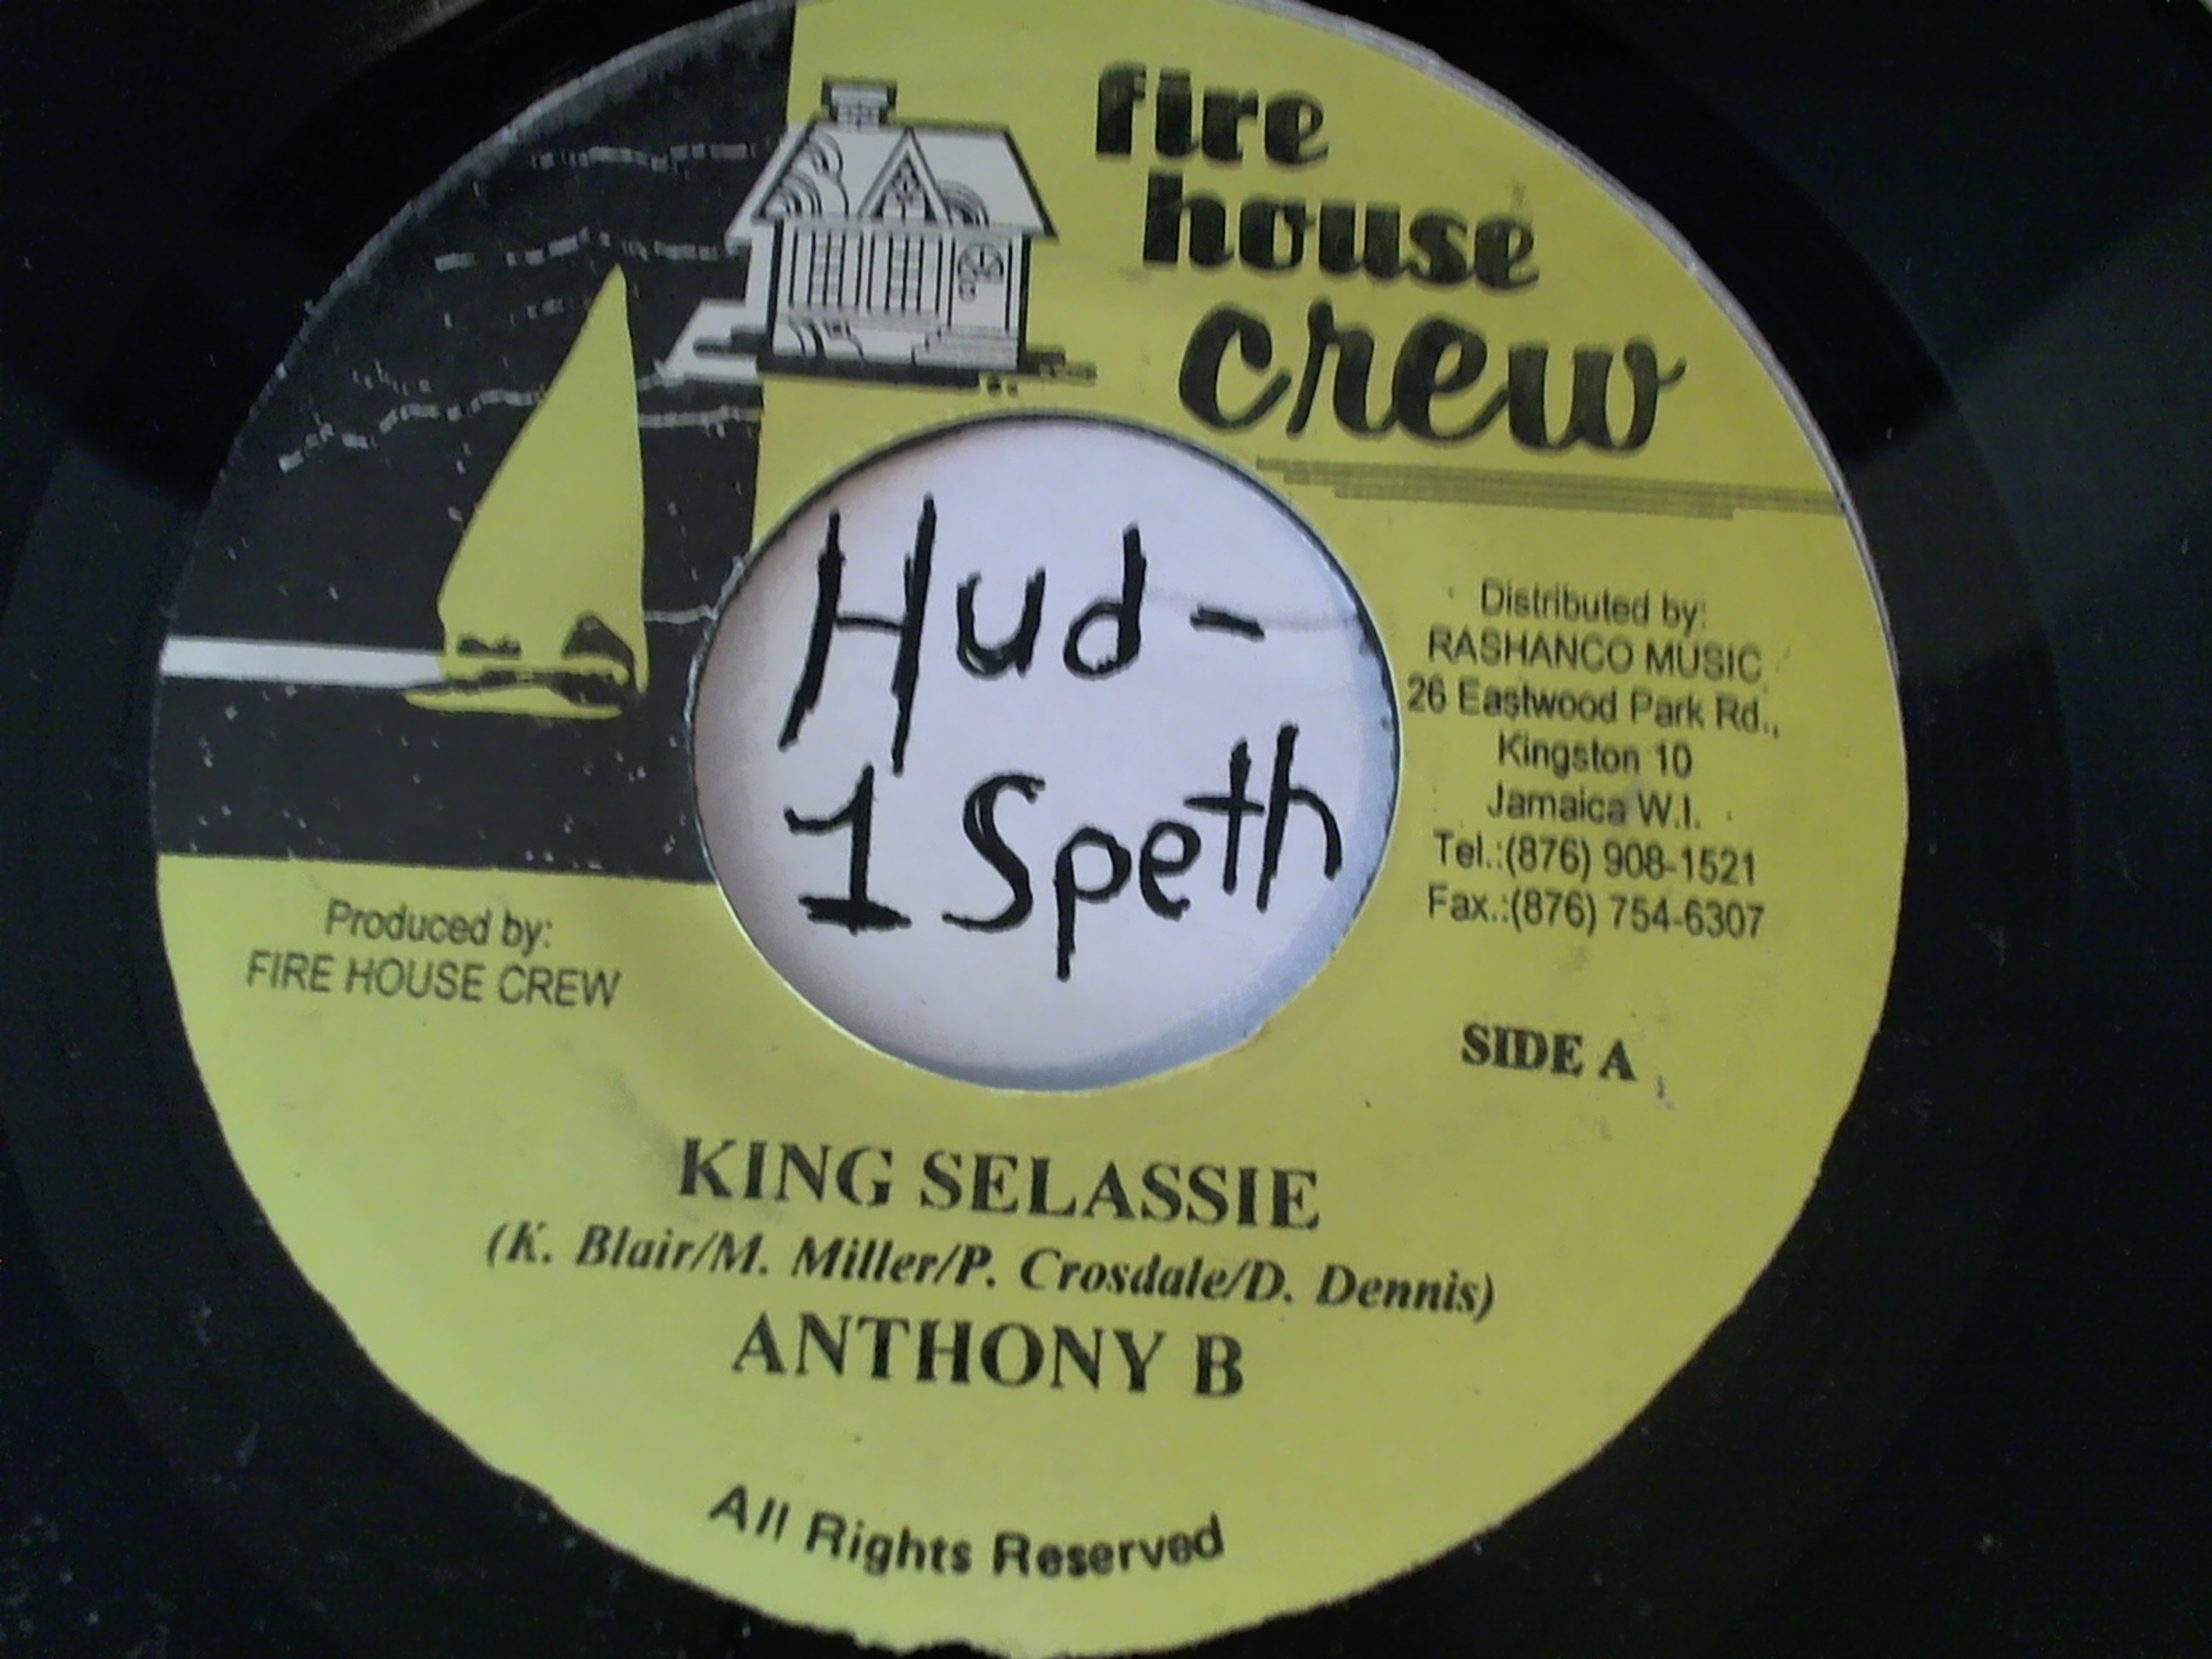 fire
house
crew
Hud-
1 Speth
Distributed by:
RASHANCO MUSIC
26 Eastwood Park Rd.,
Kingston 10
Jamaica W.I.
Tel.:(876) 908-1521
Fax.:(876) 754-6307
Produced by:
FIRE HOUSE CREW
SIDE A
KING SELASSIE
(K. Blair/M. Miller/P. Crosdale/D. Dennis)
ANTHONY B
All Rights Reserved